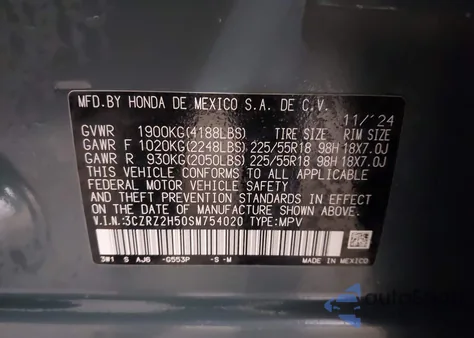 MFD.BY HONDA DE MEXICO S.A. DE C.V.
11/'24
GVWR 1900KG(4188LBS) TIRE SIZE RIM SIZE
GAWR F 1020KG(2248LBS) 225/55R18 98H 18X7.0J
GAWR R 930KG(2050LBS) 225/55R18 98H 18X7.0J
THIS VEHICLE CONFORMS TO ALL APPLICABLE
FEDERAL MOTOR VEHICLE SAFETY
AND THEFT PREVENTION STANDARDS IN EFFECT
ON THE DATE OF MANUFACTURE SHOWN ABOVE.
V.I.N.:3CZRZ2H50SM754020 TYPE:MPV
3W1 S AJ6 -G553P -S -M